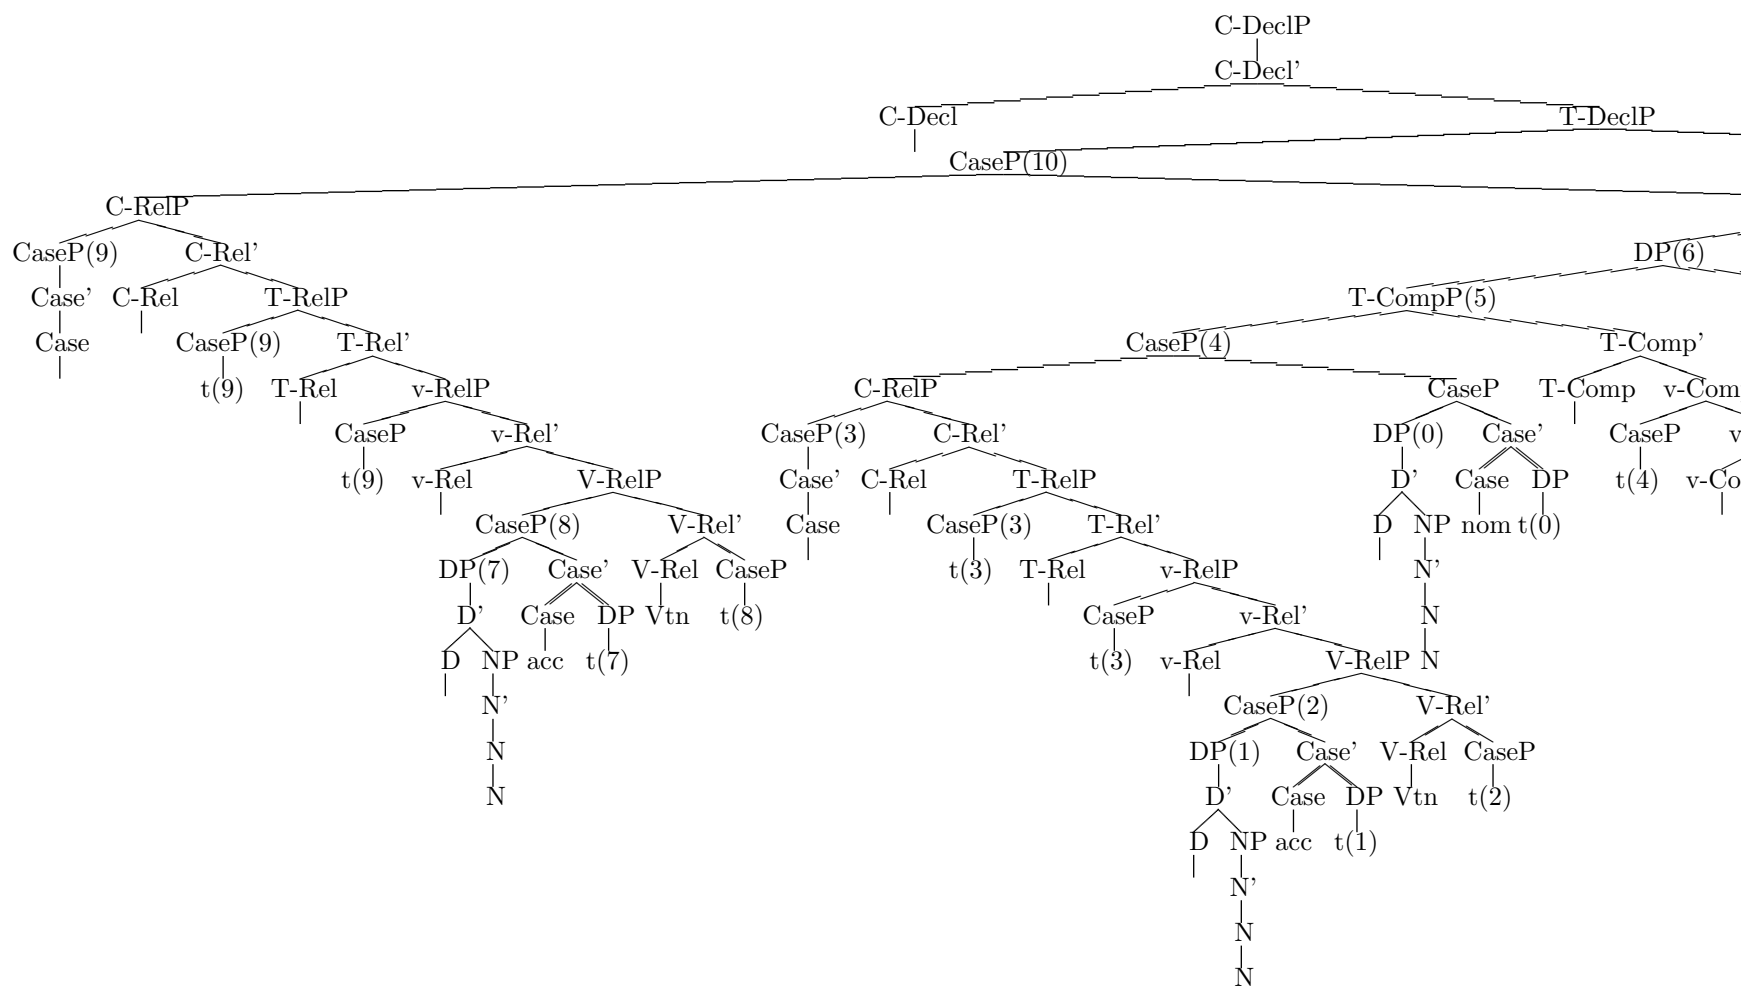 C-DeclP
C-Decl'
C-Decl T-DeclP
CaseP(10)
C-RelP
CaseP(9) C-Rel' DP(6)
Case' C-Rel T-RelP T-CompP(5)
Case CaseP(9) T-Rel' CaseP(4) T-Comp'
t(9) T-Rel v-RelP C-RelP CaseP T-Comp v-Com
CaseP v-Rel' CaseP(3) C-Rel' DP(0) Case' CaseP v
t(9) v-Rel V-RelP Case' C-Rel T-RelP D' Case DP t(4) v-Co
CaseP(8) V-Rel' Case CaseP(3) T-Rel' D NP nom t(0)
DP(7) Case' V-Rel CaseP t(3) T-Rel v-RelP N'
D' Case DP Vtn t(8) CaseP v-Rel' N
D NP acc t(7) t(3) v-Rel V-RelP N
N' CaseP(2) V-Rel'
N DP(1) Case' V-Rel CaseP
N D' Case DP Vtn t(2)
D NP acc t(1)
N'
N
N